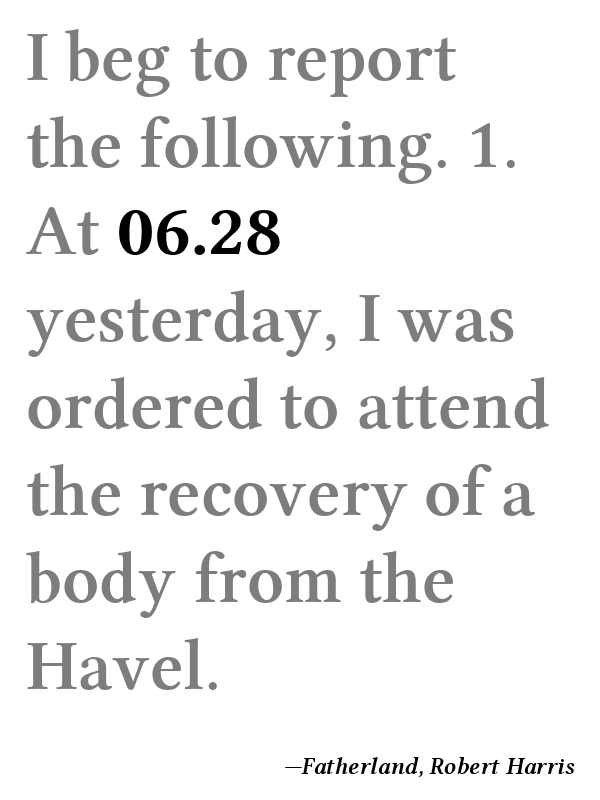 I beg to report
the following. 1.
At 06.28
yesterday, I was
ordered to attend
the recovery of a
body from the
Havel.
—Fatherland, Robert Harris